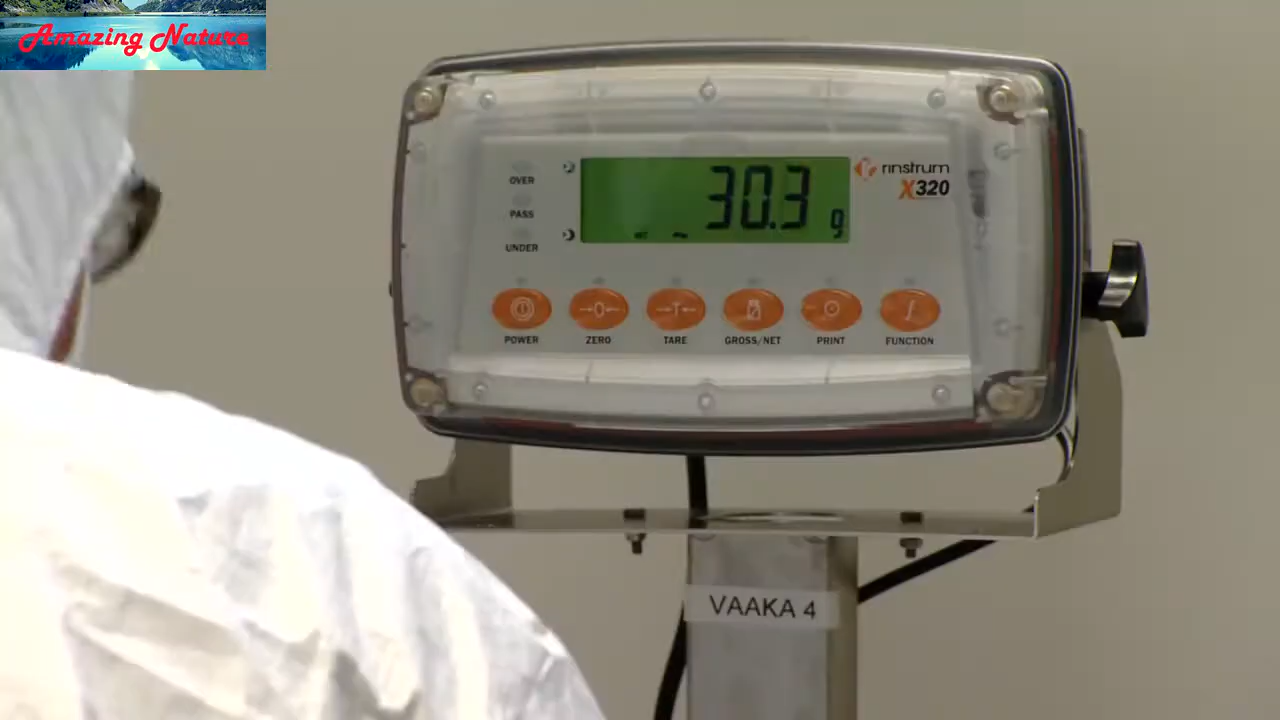 Amazing Nature
OVER
PASS
UNDER
30.3 g
rinstrum
X320
POWER
ZERO
TARE
GROSS/NET
PRINT
FUNCTION
VAAKA 4